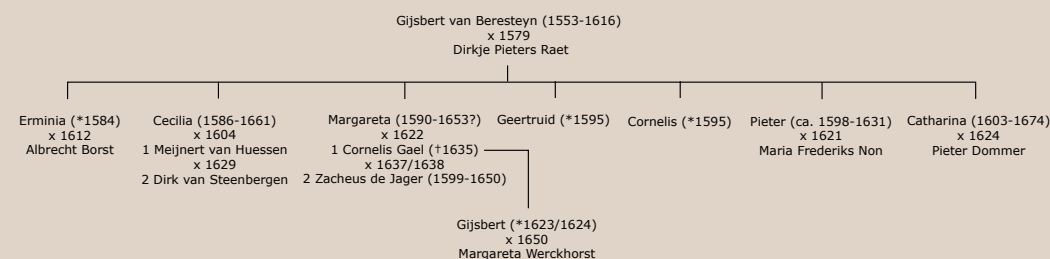 Gijsbert van Beresteyn (1553-1616)
x 1579
Dirkje Pieters Raet
Erminia (*1584)
x 1612
Albrecht Borst
Cecilia (1586-1661)
x 1604
1 Meijnert van Huessen
x 1629
2 Dirk van Steenbergen
Margareta (1590-1653?)
x 1622
1 Cornelis Gael (†1635)
x 1637/1638
2 Zacheus de Jager (1599-1650)
Geertruid (*1595)
Cornelis (*1595)
Pieter (ca. 1598-1631)
x 1621
Maria Frederiks Non
Catharina (1603-1674)
x 1624
Pieter Dommer
Gijsbert (*1623/1624)
x 1650
Margareta Werckhorst